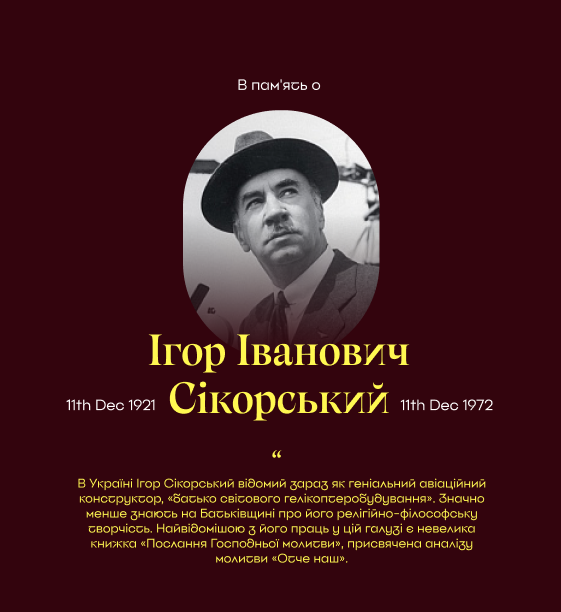 В пам'ять о
Ігор Іванович
11th Dec 1921 Сікорський 11th Dec 1972
“
В Україні Ігор Сікорський відомий зараз як геніальний авіаційний
конструктор, «батько світового гелікоптеробудування». Значно
менше знають на Батьківщині про його релігійно-філософську
творчість. Найвідомішою з його праць у цій галузі є невелика
книжка «Послання Господньої молитви», присвячена аналізу
молитви «Отче наш».